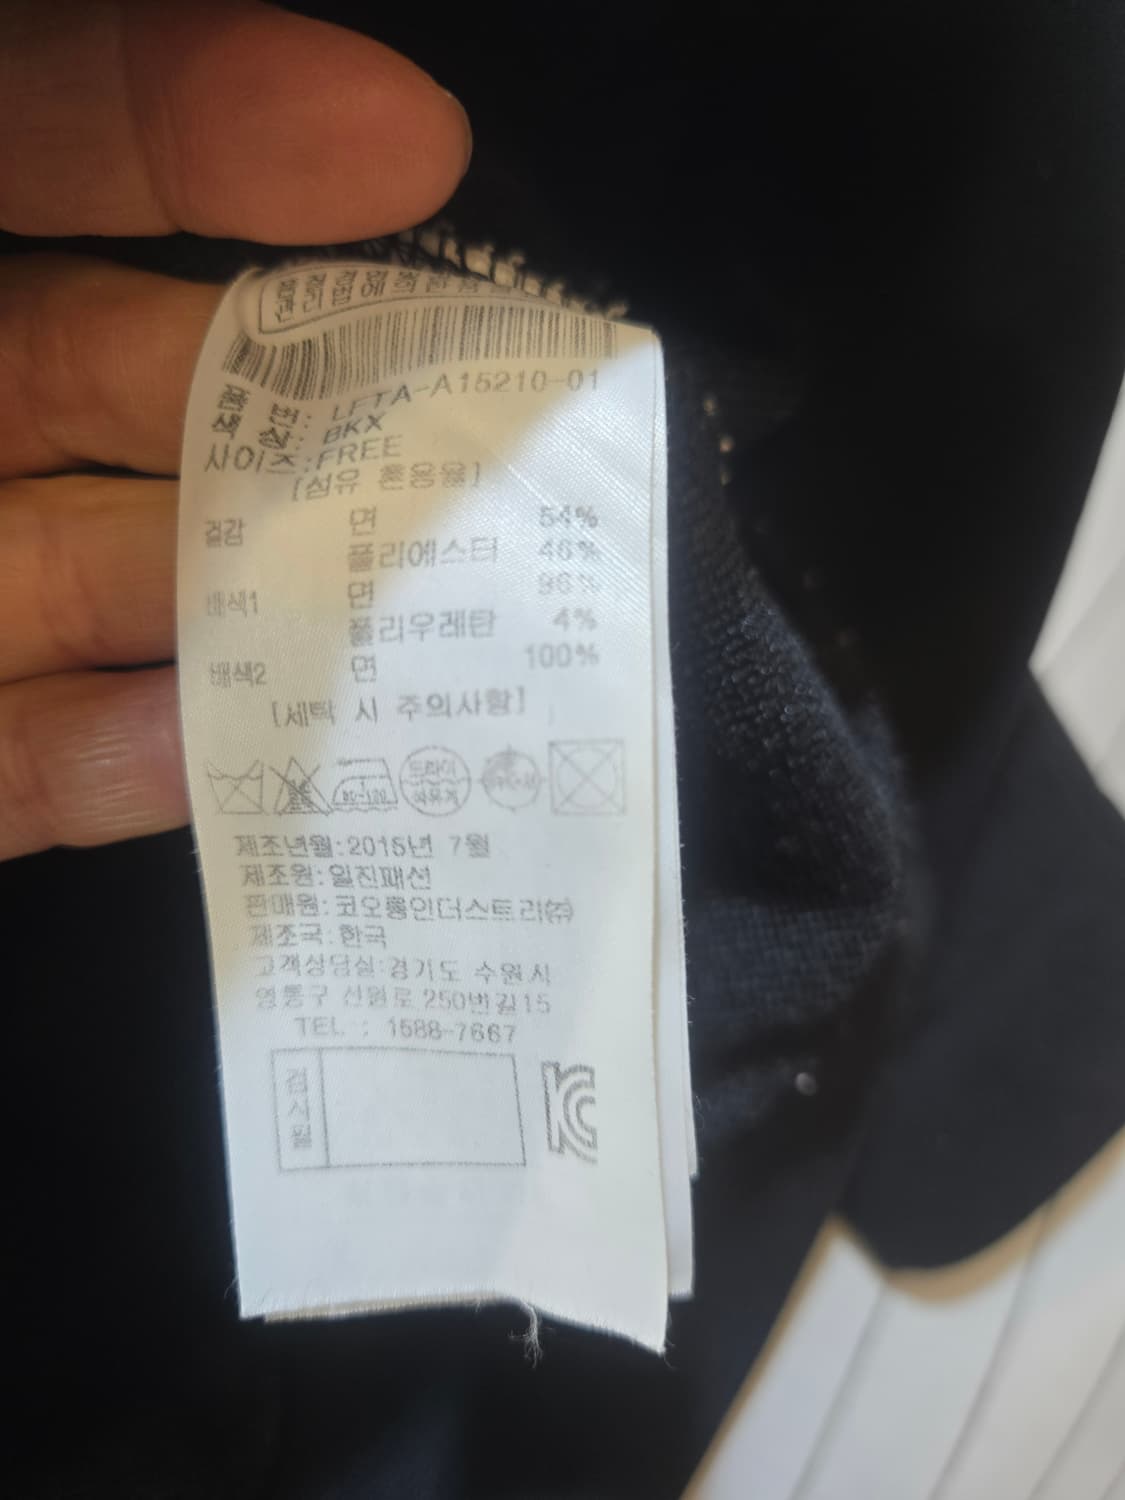 품번: LFTA-A15210-01
색상: BKX
사이즈: FREE
[섬유 혼용율]
겉감 면 54%
폴리에스터 46%
배색1 면 96%
폴리우레탄 4%
배색2 면 100%
[세탁 시 주의사항]
드라이
80-120
제조년월:2015년 7월
제조원:일진패션
판매원:코오롱인더스트리㈜
제조국:한국
고객상담실:경기도 수원시
영통구 신원로250번길15
TEL : 1588-7667
검사필